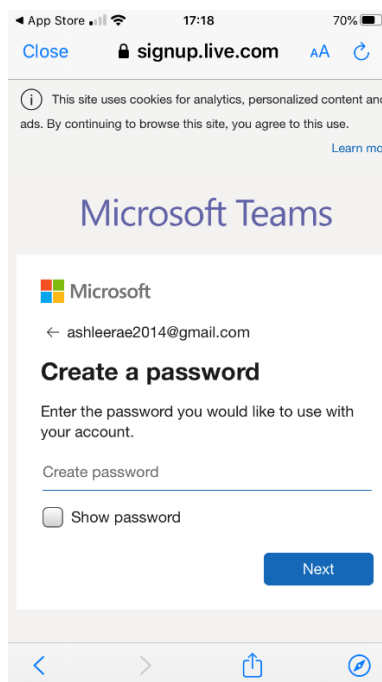 App Store 17:18 70%
Close signup.live.com AA
This site uses cookies for analytics, personalized content and
ads. By continuing to browse this site, you agree to this use.
Learn mo
Microsoft Teams
Microsoft
ashleerae2014@gmail.com
Create a password
Enter the password you would like to use with
your account.
Create password
Show password
Next